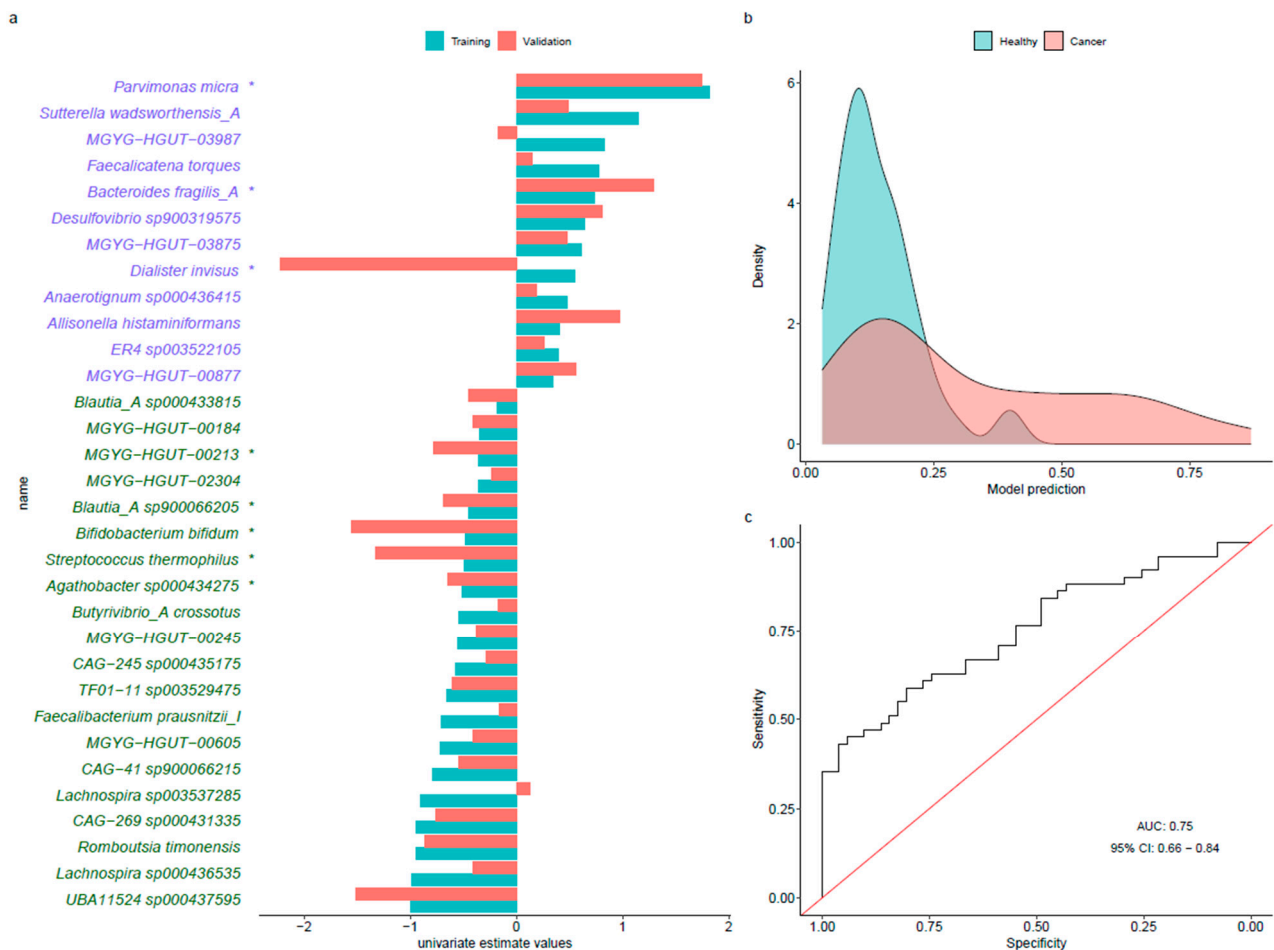 a
Training Validation
Parvimonas micra *
Sutterella wadsworthensis_A
MGYG−HGUT−03987
Faecalicatena torques
Bacteroides fragilis_A *
Desulfovibrio sp900319575
MGYG−HGUT−03875
Dialister invisus *
Anaerotignum sp000436415
Allisonella histaminiformans
ER4 sp003522105
MGYG−HGUT−00877
Blautia_A sp000433815
MGYG−HGUT−00184
MGYG−HGUT−00213 *
MGYG−HGUT−02304
Blautia_A sp900066205 *
Bifidobacterium bifidum *
Streptococcus thermophilus *
Agathobacter sp000434275 *
Butyrivibrio_A crossotus
MGYG−HGUT−00245
CAG−245 sp000435175
TF01−11 sp003529475
Faecalibacterium prausnitzii_I
MGYG−HGUT−00605
CAG−41 sp900066215
Lachnospira sp003537285
CAG−269 sp000431335
Romboutsia timonensis
Lachnospira sp000436535
UBA11524 sp000437595
name
−2 −1 0 1 2
univariate estimate values
b
Healthy Cancer
6
4
2
0
Density
0.00 0.25 0.50 0.75
Model prediction
c
1.00
0.75
0.50
0.25
0.00
Sensitivity
AUC: 0.75
95% CI: 0.66 − 0.84
1.00 0.75 0.50 0.25 0.00
Specificity